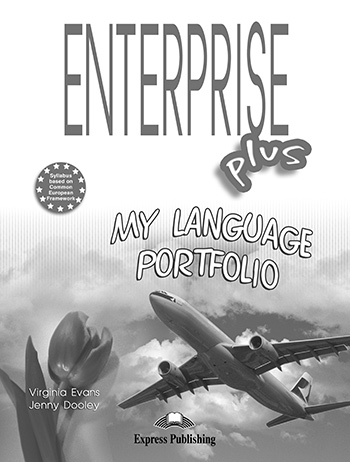 ENTERPRISE
plus
Syllabus
based on
Common
European
Framework
MY LANGUAGE
PORTFOLIO
Virginia Evans
Jenny Dooley
Express Publishing